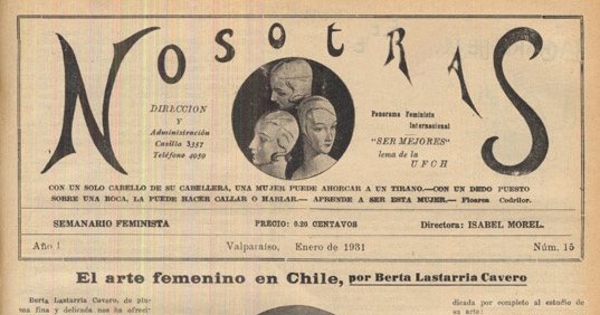 NOSOTRAS
DIRECCION
Y
Administración
Casilla 3357
Teléfono 4050
Panorama Feminista
Internacional
"SER MEJORES"
lema de la
UFCH
CON UN SOLO CABELLO DE SU CABELLERA, UNA MUJER PUEDE AHORCAR A UN TIRANO.—CON UN DEDO PUESTO
SOBRE UNA BOCA, LA PUEDE HACER CALLAR O HABLAR.— APRENDE A SER ESTA MUJER.—
SEMANARIO FEMINISTA
PRECIO: 0.20 CENTAVOS
Directora: ISABEL MOREL.
Año I
Valparaíso, Enero de 1931
Núm. 15
El arte femenino en Chile, por Berta Lastarria Cavero
Berta Lastarria Cavero, de plu-
ma fina y delicada nos ha ofreci-
dicada por completo al estudio de
su arte: